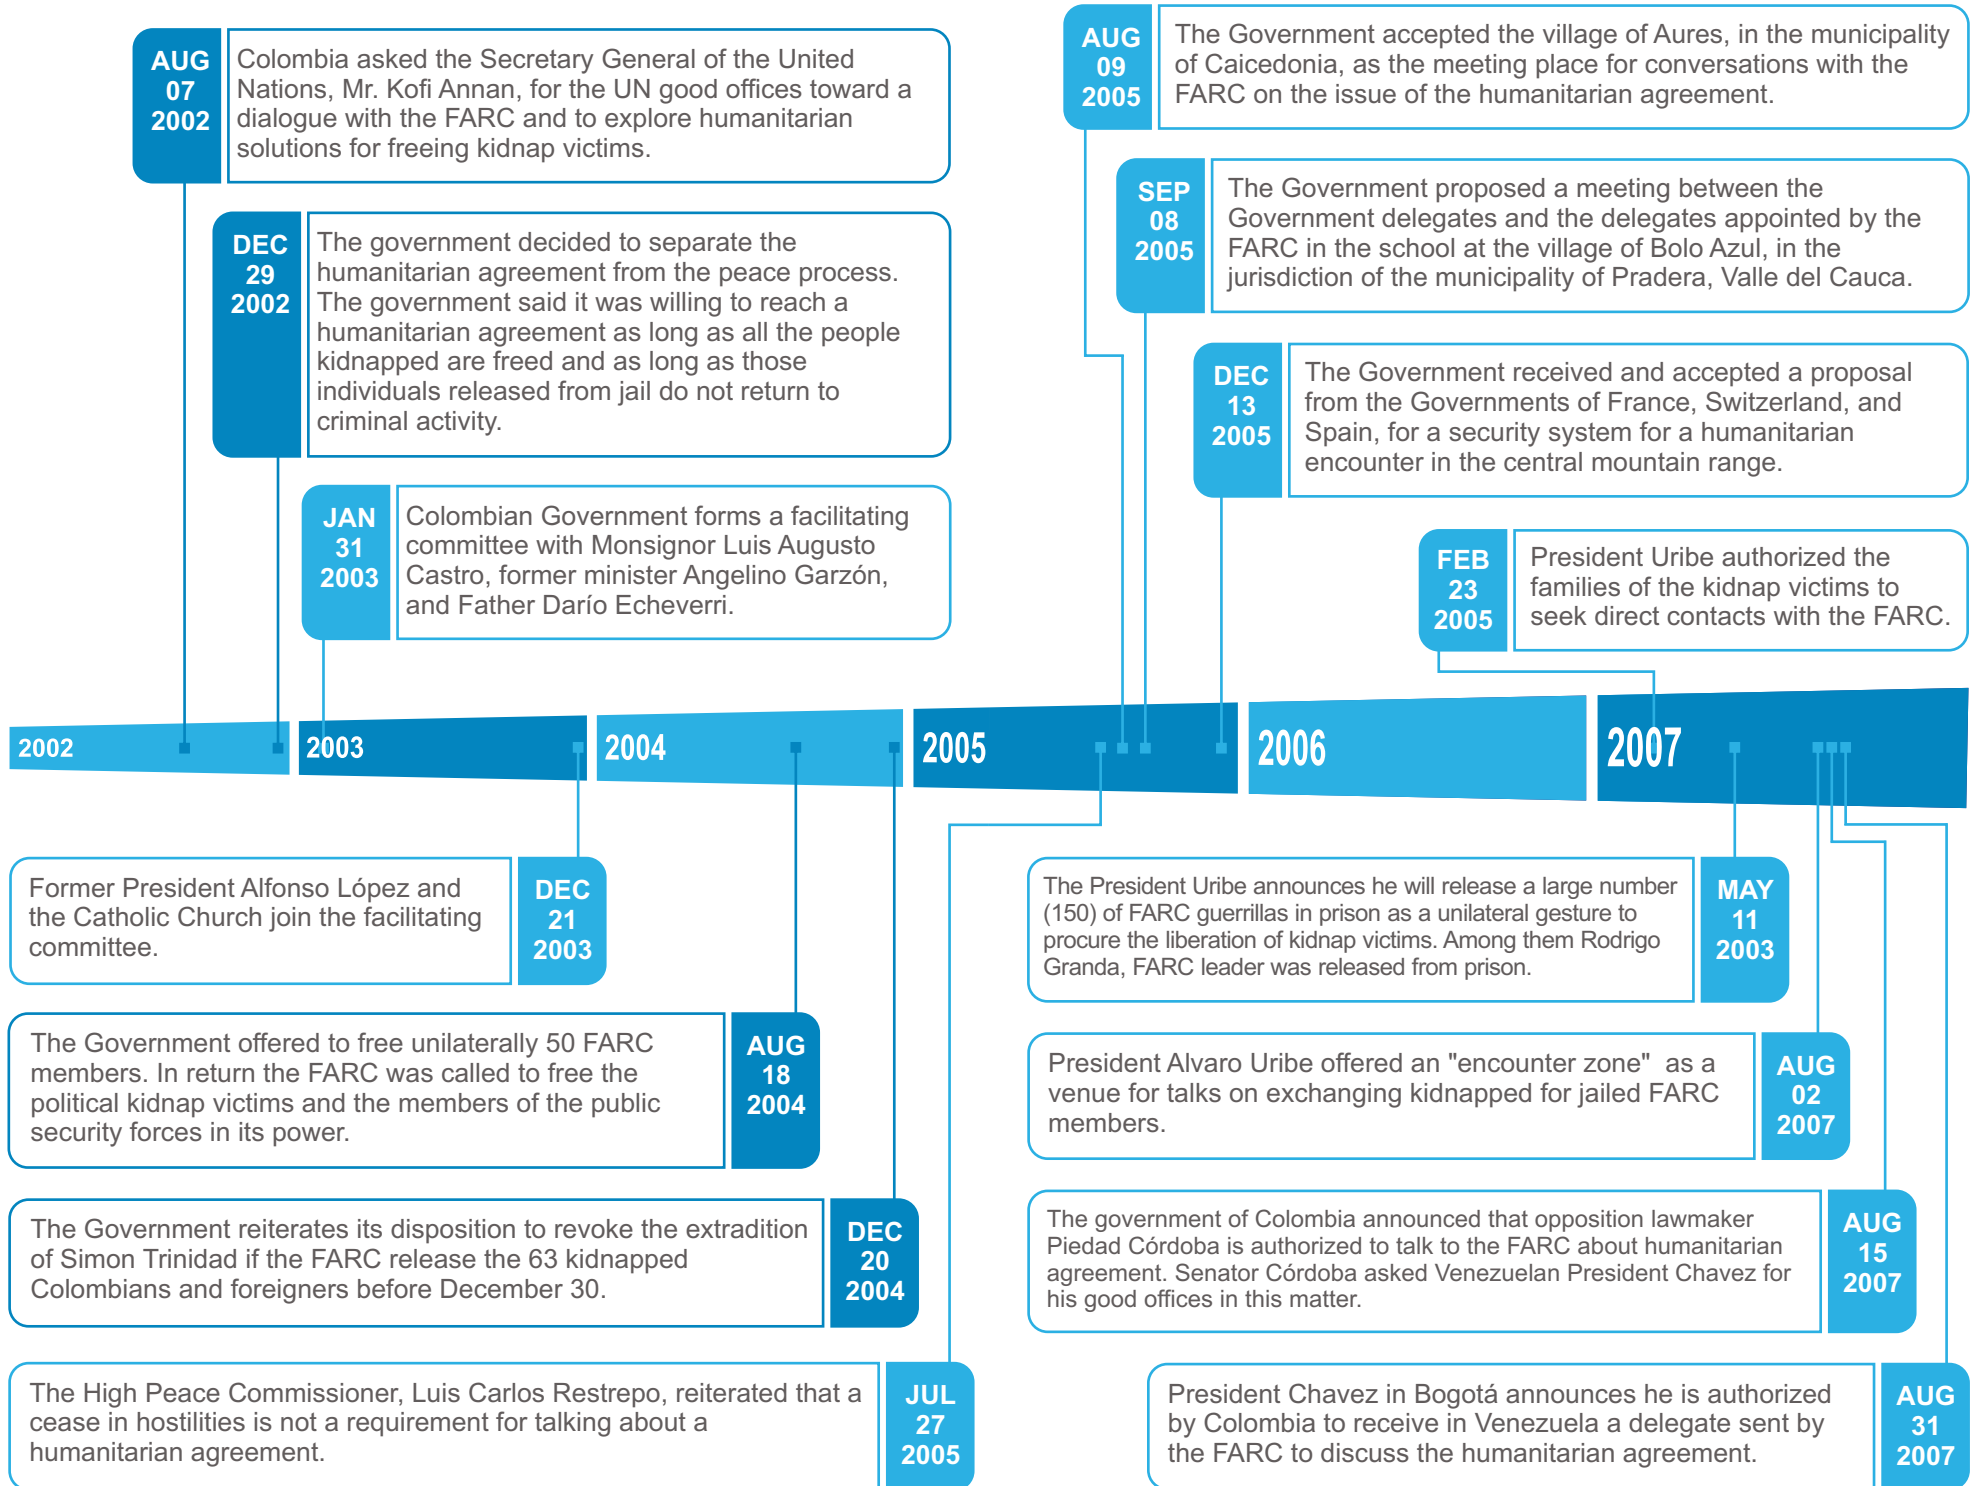 AUG
07
2002
Colombia asked the Secretary General of the United
Nations, Mr. Kofi Annan, for the UN good offices toward a
dialogue with the FARC and to explore humanitarian
solutions for freeing kidnap victims.
DEC
29
2002
The government decided to separate the
humanitarian agreement from the peace process.
The government said it was willing to reach a
humanitarian agreement as long as all the people
kidnapped are freed and as long as those
individuals released from jail do not return to
criminal activity.
JAN
31
2003
Colombian Government forms a facilitating
committee with Monsignor Luis Augusto
Castro, former minister Angelino Garzón,
and Father Darío Echeverri.
AUG
09
2005
The Government accepted the village of Aures, in the municipality
of Caicedonia, as the meeting place for conversations with the
FARC on the issue of the humanitarian agreement.
SEP
08
2005
The Government proposed a meeting between the
Government delegates and the delegates appointed by the
FARC in the school at the village of Bolo Azul, in the
jurisdiction of the municipality of Pradera, Valle del Cauca.
DEC
13
2005
The Government received and accepted a proposal
from the Governments of France, Switzerland, and
Spain, for a security system for a humanitarian
encounter in the central mountain range.
FEB
23
2005
President Uribe authorized the
families of the kidnap victims to
seek direct contacts with the FARC.
2002
2003
2004
2005
2006
2007
Former President Alfonso López and
the Catholic Church join the facilitating
committee.
DEC
21
2003
The Government offered to free unilaterally 50 FARC
members. In return the FARC was called to free the
political kidnap victims and the members of the public
security forces in its power.
AUG
18
2004
The Government reiterates its disposition to revoke the extradition
of Simon Trinidad if the FARC release the 63 kidnapped
Colombians and foreigners before December 30.
DEC
20
2004
The High Peace Commissioner, Luis Carlos Restrepo, reiterated that a
cease in hostilities is not a requirement for talking about a
humanitarian agreement.
JUL
27
2005
The President Uribe announces he will release a large number
(150) of FARC guerrillas in prison as a unilateral gesture to
procure the liberation of kidnap victims. Among them Rodrigo
Granda, FARC leader was released from prison.
MAY
11
2003
President Alvaro Uribe offered an "encounter zone" as a
venue for talks on exchanging kidnapped for jailed FARC
members.
AUG
02
2007
The government of Colombia announced that opposition lawmaker
Piedad Córdoba is authorized to talk to the FARC about humanitarian
agreement. Senator Córdoba asked Venezuelan President Chavez for
his good offices in this matter.
AUG
15
2007
President Chavez in Bogotá announces he is authorized
by Colombia to receive in Venezuela a delegate sent by
the FARC to discuss the humanitarian agreement.
AUG
31
2007